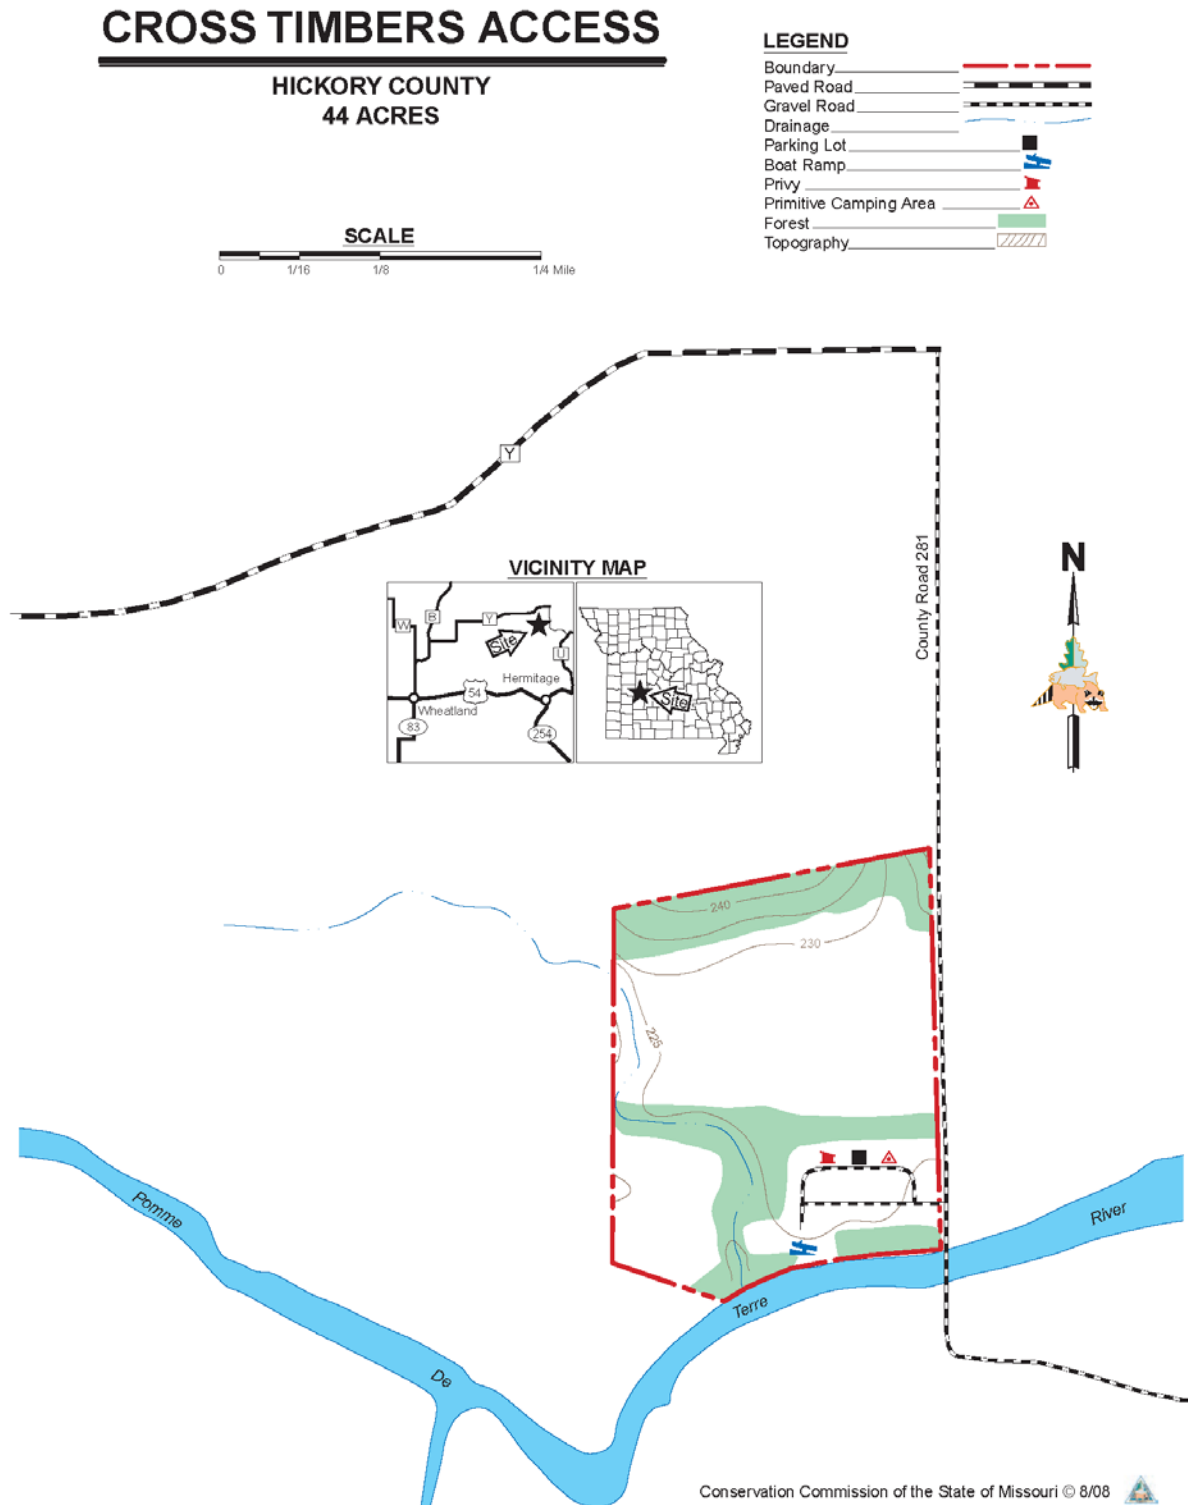 CROSS TIMBERS ACCESS
HICKORY COUNTY
44 ACRES
LEGEND
Boundary
Paved Road
Gravel Road
Drainage
Parking Lot
Boat Ramp
Privy
Primitive Camping Area
Forest
Topography
SCALE
0 1/16 1/8 1/4 Mile
Y
County Road 281
N
VICINITY MAP
W
B
Y
Site
U
Hermitage
54
Wheatland
83
254
Site
240
230
225
Pomme
De
Terre
River
Conservation Commission of the State of Missouri © 8/08